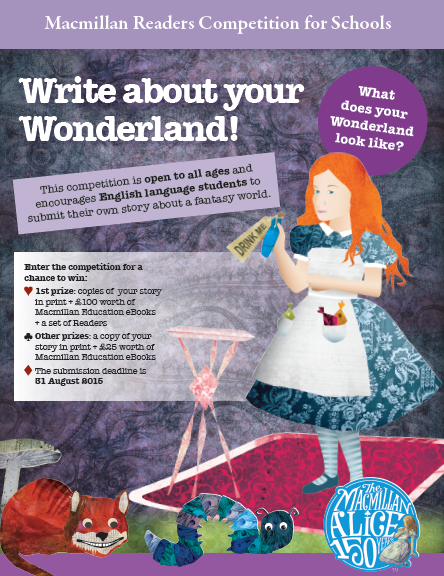 Macmillan Readers Competition for Schools
Write about your
Wonderland!
What
does your
Wonderland
look like?
This competition is open to all ages and
encourages English language students to
submit their own story about a fantasy world.
DRINK ME
Enter the competition for a
chance to win:
♥ 1st prize: copies of your story
in print + £100 worth of
Macmillan Education eBooks
+ a set of Readers
♣ Other prizes: a copy of your
story in print + £25 worth of
Macmillan Education eBooks
♦ The submission deadline is
31 August 2015
The
MACMILLAN
ALICE
150
YEARS